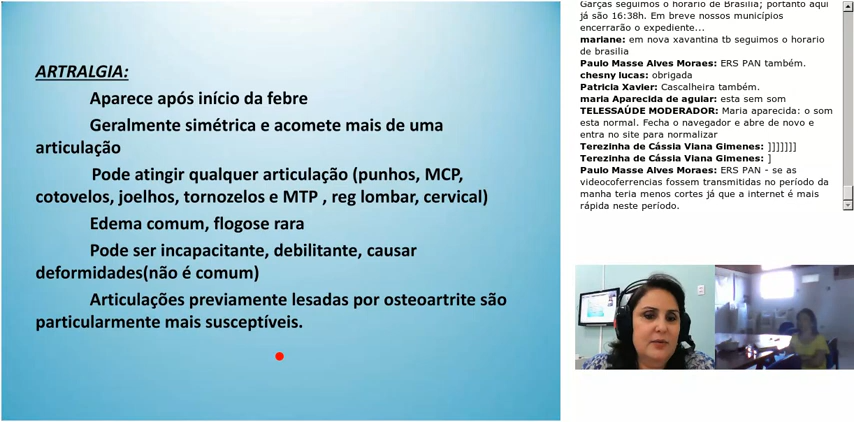 ARTRALGIA:
Aparece após início da febre
Geralmente simétrica e acomete mais de uma
articulação
Pode atingir qualquer articulação (punhos, MCP,
cotovelos, joelhos, tornozelos e MTP , reg lombar, cervical)
Edema comum, flogose rara
Pode ser incapacitante, debilitante, causar
deformidades(não é comum)
Articulações previamente lesadas por osteoartrite são
particularmente mais susceptíveis.
Garças seguimos o horario de Brasilia; portanto aqui
já são 16:38h. Em breve nossos municípios
encerrarão o expediente...
mariane: em nova xavantina tb seguimos o horario
de brasilia
Paulo Masse Alves Moraes: ERS PAN também.
chesny lucas: obrigada
Patricia Xavier: Cascalheira também.
maria Aparecida de aguiar: esta sem som
TELESSAÚDE MODERADOR: Maria aparecida: o som
esta normal. Fecha o navegador e abre de novo e
entra no site para normalizar
Terezinha de Cássia Viana Gimenes: ]]]]]]]
Terezinha de Cássia Viana Gimenes: ]
Paulo Masse Alves Moraes: ERS PAN - se as
videocoferrencias fossem transmitidas no período da
manha teria menos cortes já que a internet é mais
rápida neste período.